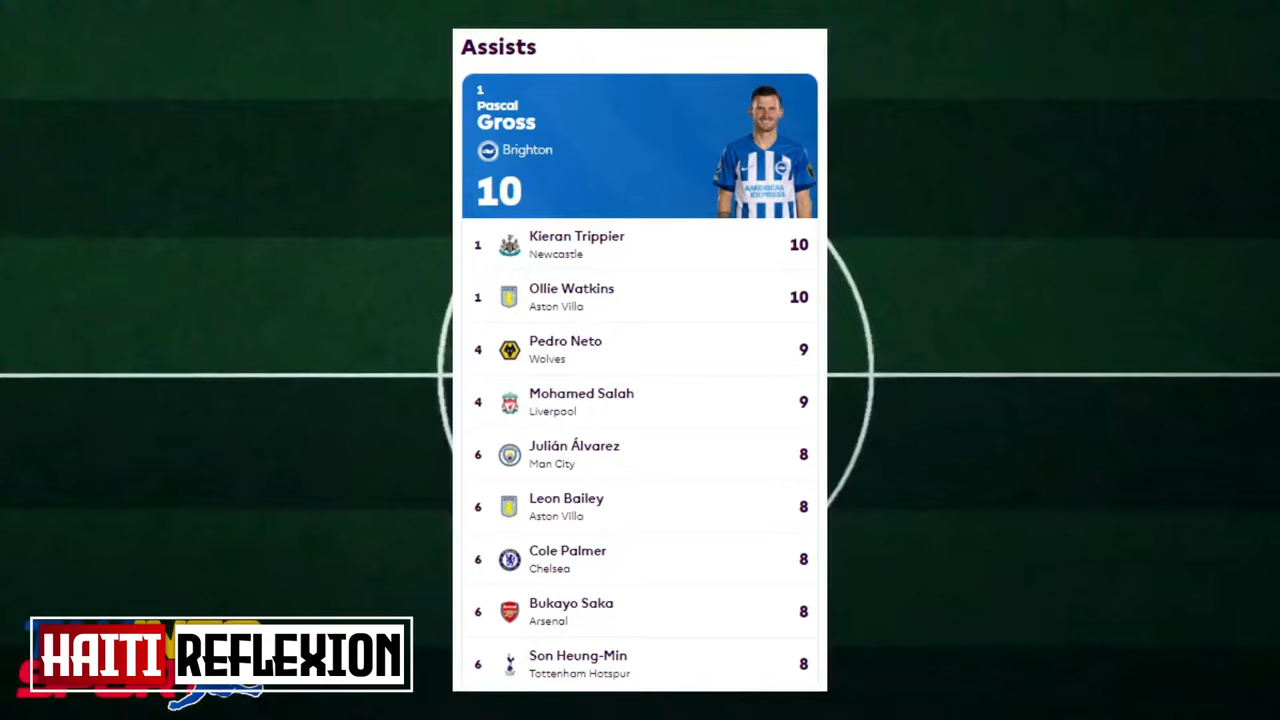 Assists
1
Pascal
Gross
Brighton
10
AMERICAN
EXPRESS
1 Kieran Trippier 10
Newcastle
1 Ollie Watkins 10
Aston Villa
4 Pedro Neto 9
Wolves
4 Mohamed Salah 9
Liverpool
6 Julián Álvarez 8
Man City
6 Leon Bailey 8
Aston Villa
6 Cole Palmer 8
Chelsea
6 Bukayo Saka 8
Arsenal
6 Son Heung-Min 8
Tottenham Hotspur
HAITI REFLEXION